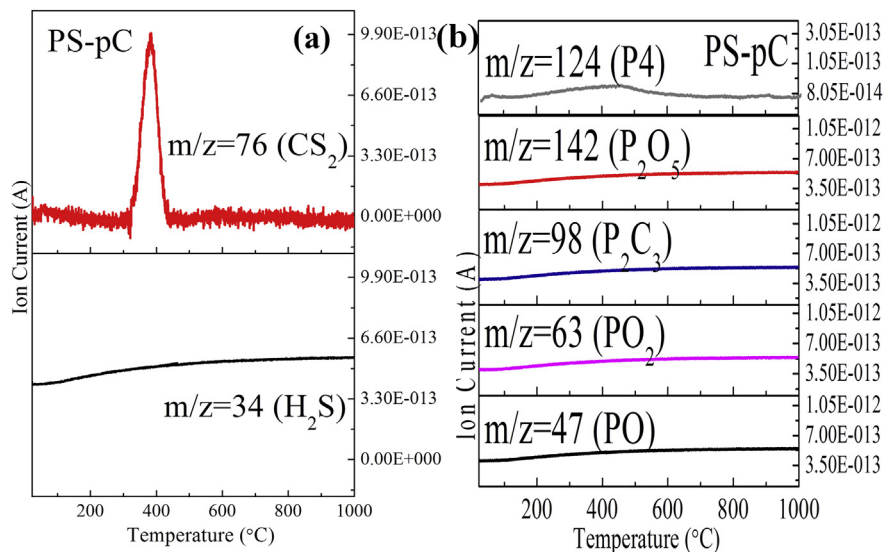 PS-pC
(a)
9.90E-013
6.60E-013
m/z=76 (CS₂)
3.30E-013
0.00E+000
Ion Current (A)
9.90E-013
6.60E-013
3.30E-013
m/z=34 (H₂S)
0.00E+000
200 400 600 800 1000
Temperature (°C)
(b)
PS-pC
3.05E-013
m/z=124 (P4)
1.05E-013
8.05E-014
1.05E-012
m/z=142 (P₂O₅)
7.00E-013
3.50E-013
1.05E-012
m/z=98 (P₂C₃)
7.00E-013
3.50E-013
Ion Current (A)
1.05E-012
m/z=63 (PO₂)
7.00E-013
3.50E-013
1.05E-012
m/z=47 (PO)
7.00E-013
3.50E-013
200 400 600 800 1000
Temperature (°C)